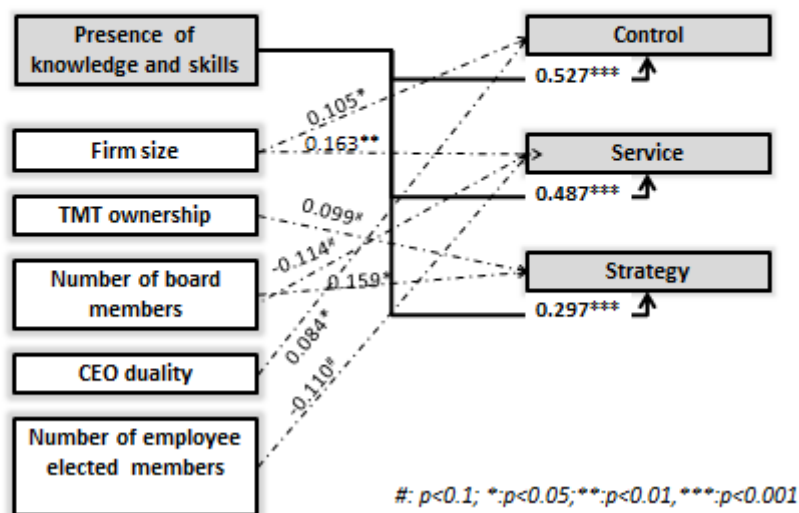 Presence of
knowledge and skills
Control
0.527***
0.105*
Firm size
0.163**
Service
0.487***
TMT ownership
0.099#
-0.114#
Number of board
members
0.159*
Strategy
0.297***
CEO duality
0.084*
-0.110#
Number of employee
elected members
#: p<0.1; *:p<0.05;**:p<0.01,***:p<0.001